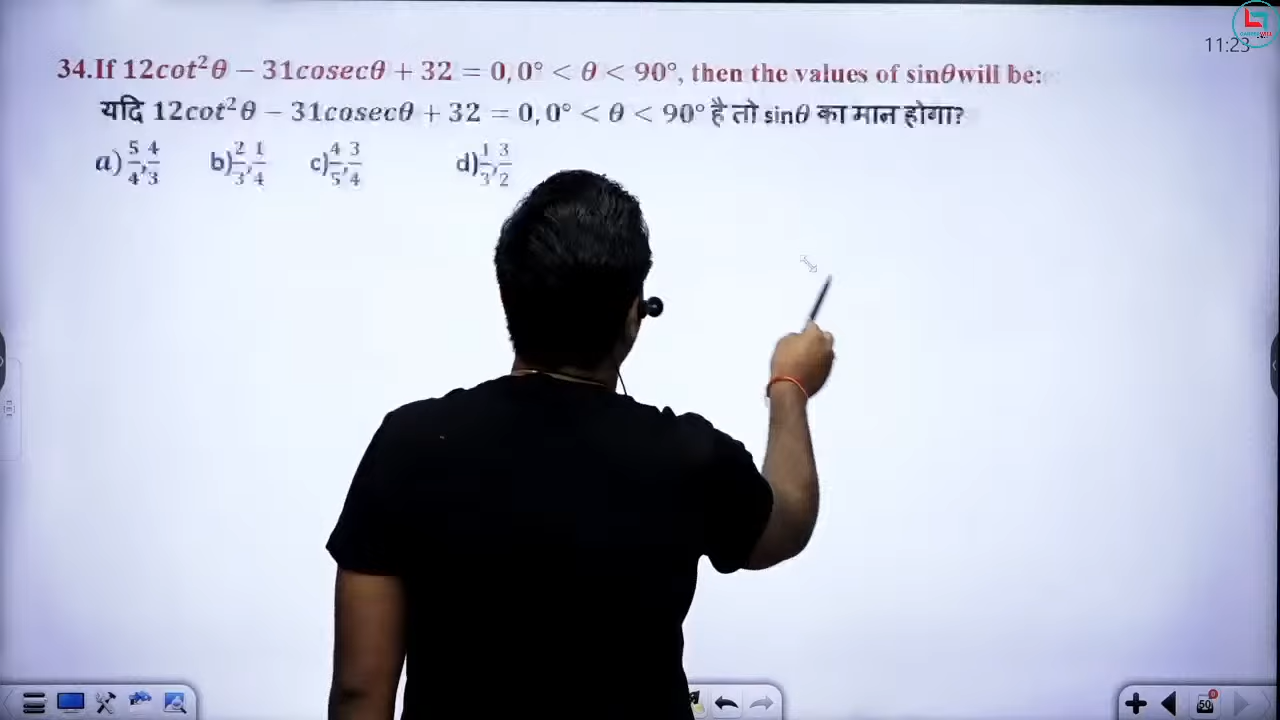 11:23
34.If 12cot²θ − 31cosecθ + 32 = 0, 0° < θ < 90°, then the values of sinθwill be:
यदि 12cot²θ − 31cosecθ + 32 = 0, 0° < θ < 90° है तो sinθ का मान होगा?
a) 5/4, 4/3 b) 2/3, 1/4 c) 4/5, 3/4 d) 1/3, 3/2
50